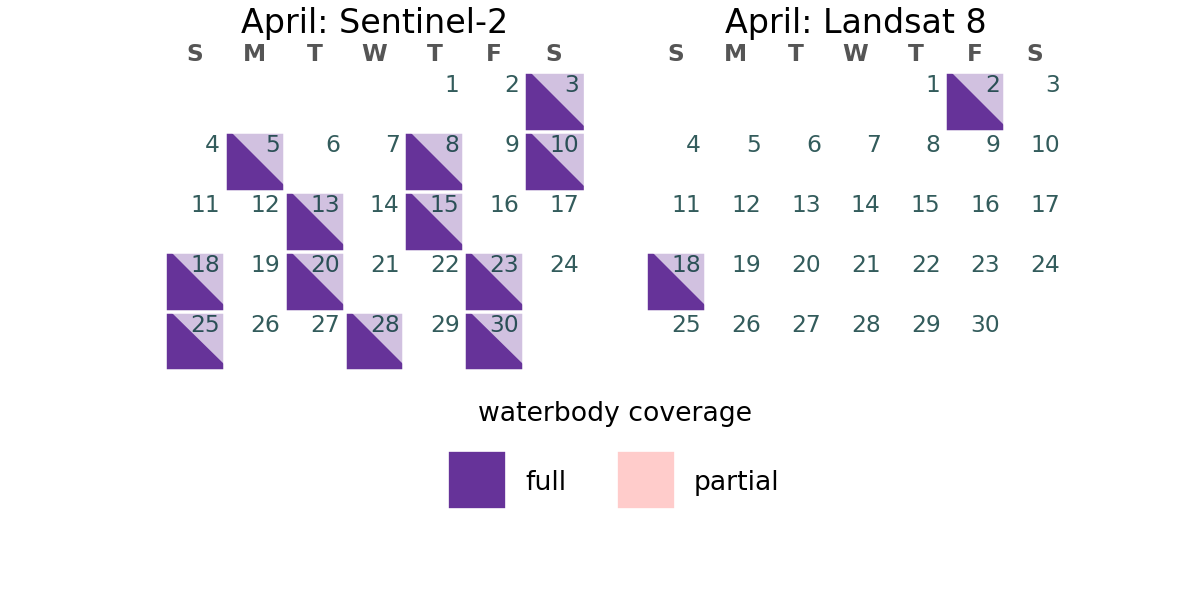 April: Sentinel-2
S M T W T F S
1 2 3
4 5 6 7 8 9 10
11 12 13 14 15 16 17
18 19 20 21 22 23 24
25 26 27 28 29 30
April: Landsat 8
S M T W T F S
1 2 3
4 5 6 7 8 9 10
11 12 13 14 15 16 17
18 19 20 21 22 23 24
25 26 27 28 29 30
waterbody coverage
full
partial